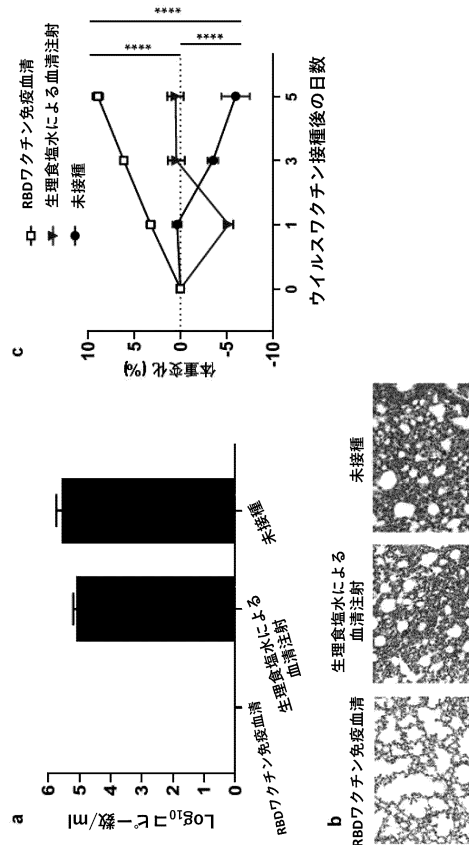 a
Log10コピー数/ml
6
5
4
3
2
1
0
RBDワクチン免疫血清
生理食塩水による
血清注射
未接種
b
RBDワクチン免疫血清
生理食塩水による
血清注射
未接種
c
RBDワクチン免疫血清
生理食塩水による血清注射
未接種
体重変化 (%)
10
5
0
-5
-10
0
1
3
5
ウイルスワクチン接種後の日数
****
****
****